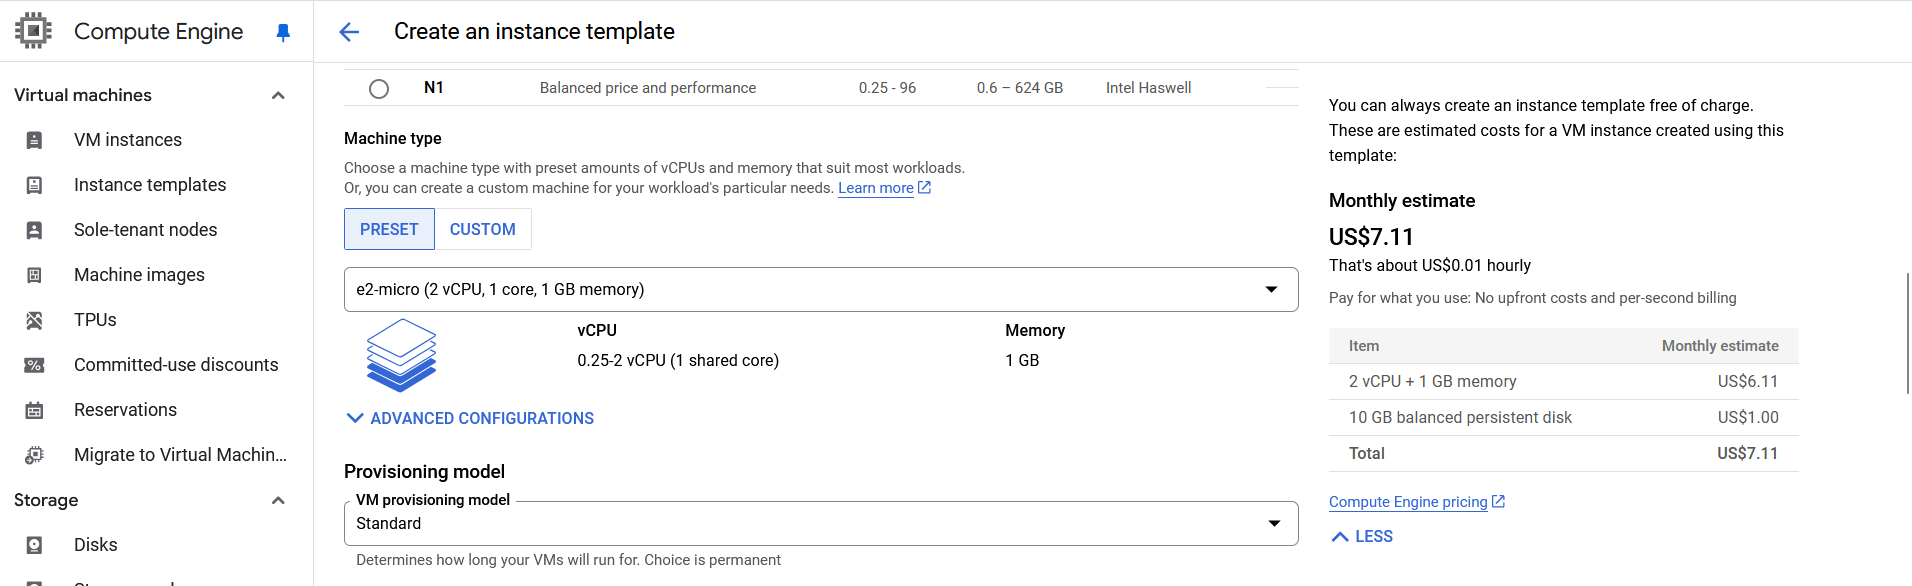 Compute Engine
Create an instance template
Virtual machines
VM instances
Instance templates
Sole-tenant nodes
Machine images
TPUs
Committed-use discounts
Reservations
Migrate to Virtual Machin...
Storage
Disks
N1 Balanced price and performance 0.25 - 96 0.6 – 624 GB Intel Haswell
Machine type
Choose a machine type with preset amounts of vCPUs and memory that suit most workloads.
Or, you can create a custom machine for your workload's particular needs. Learn more
PRESET CUSTOM
e2-micro (2 vCPU, 1 core, 1 GB memory)
vCPU Memory
0.25-2 vCPU (1 shared core) 1 GB
ADVANCED CONFIGURATIONS
Provisioning model
VM provisioning model
Standard
Determines how long your VMs will run for. Choice is permanent
You can always create an instance template free of charge.
These are estimated costs for a VM instance created using this
template:
Monthly estimate
US$7.11
That's about US$0.01 hourly
Pay for what you use: No upfront costs and per-second billing
Item Monthly estimate
2 vCPU + 1 GB memory US$6.11
10 GB balanced persistent disk US$1.00
Total US$7.11
Compute Engine pricing
LESS